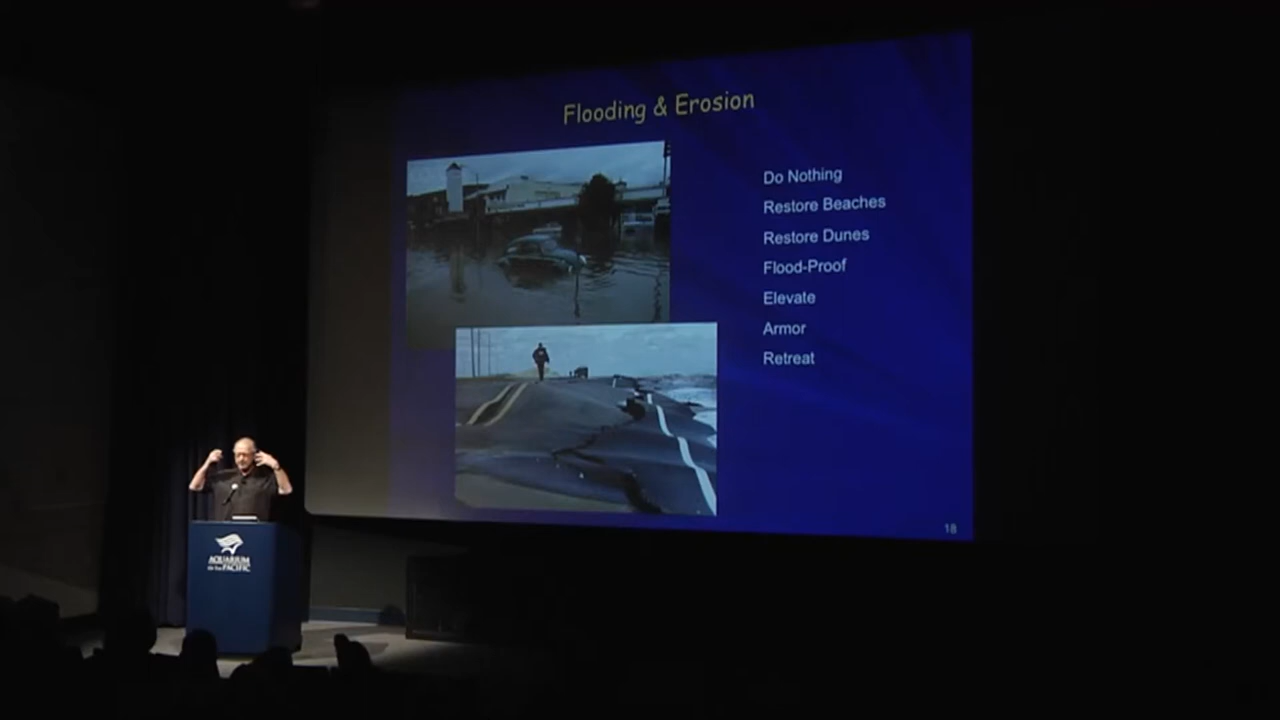 Flooding & Erosion
Do Nothing
Restore Beaches
Restore Dunes
Flood-Proof
Elevate
Armor
Retreat
18
AQUARIUM
OF THE PACIFIC